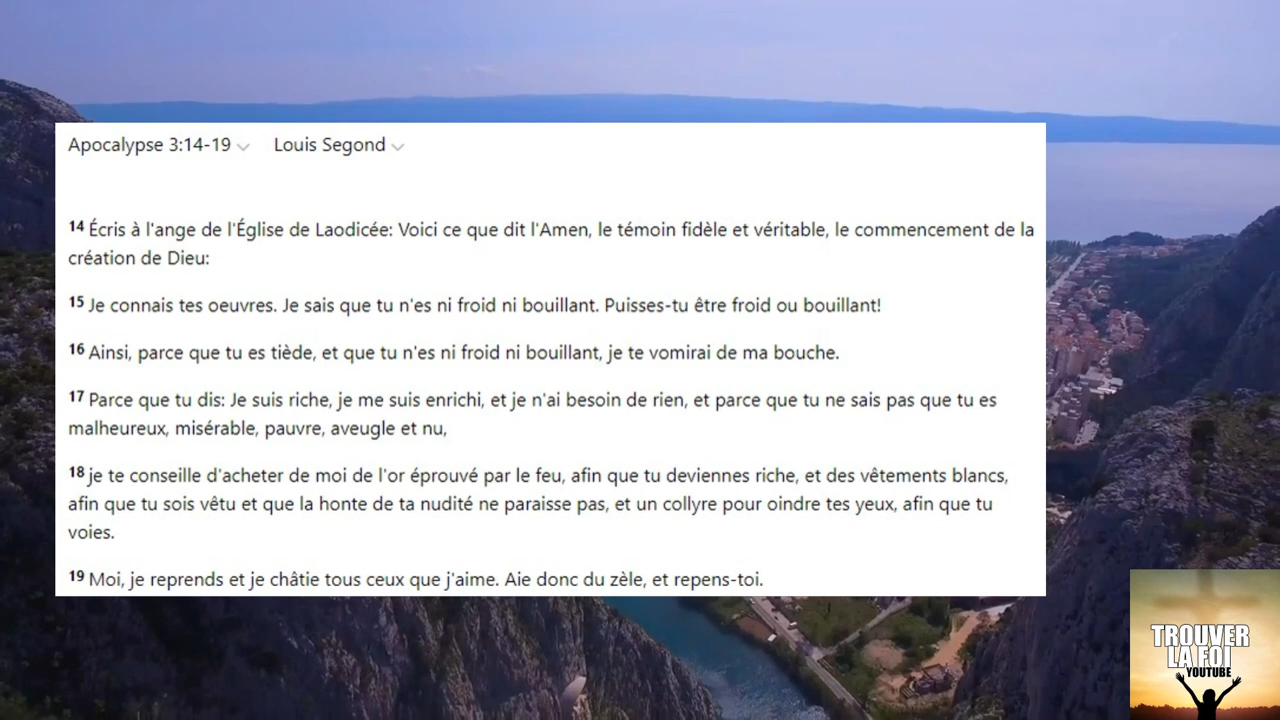 Apocalypse 3:14-19 Louis Segond
14 Écris à l'ange de l'Église de Laodicée: Voici ce que dit l'Amen, le témoin fidèle et véritable, le commencement de la
création de Dieu:
15 Je connais tes oeuvres. Je sais que tu n'es ni froid ni bouillant. Puisses-tu être froid ou bouillant!
16 Ainsi, parce que tu es tiède, et que tu n'es ni froid ni bouillant, je te vomirai de ma bouche.
17 Parce que tu dis: Je suis riche, je me suis enrichi, et je n'ai besoin de rien, et parce que tu ne sais pas que tu es
malheureux, misérable, pauvre, aveugle et nu,
18 je te conseille d'acheter de moi de l'or éprouvé par le feu, afin que tu deviennes riche, et des vêtements blancs,
afin que tu sois vêtu et que la honte de ta nudité ne paraisse pas, et un collyre pour oindre tes yeux, afin que tu
voies.
19 Moi, je reprends et je châtie tous ceux que j'aime. Aie donc du zèle, et repens-toi.
TROUVER
LA FOI
YOUTUBE